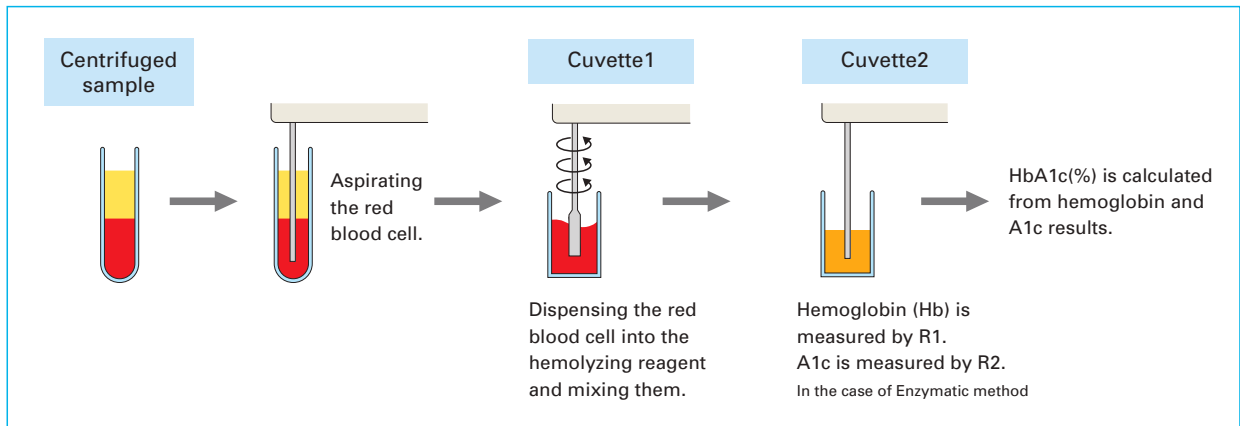 Centrifuged
sample
Aspirating
the red
blood cell.
Cuvette1
Dispensing the red
blood cell into the
hemolyzing reagent
and mixing them.
Cuvette2
Hemoglobin (Hb) is
measured by R1.
A1c is measured by R2.
In the case of Enzymatic method
HbA1c(%) is calculated
from hemoglobin and
A1c results.